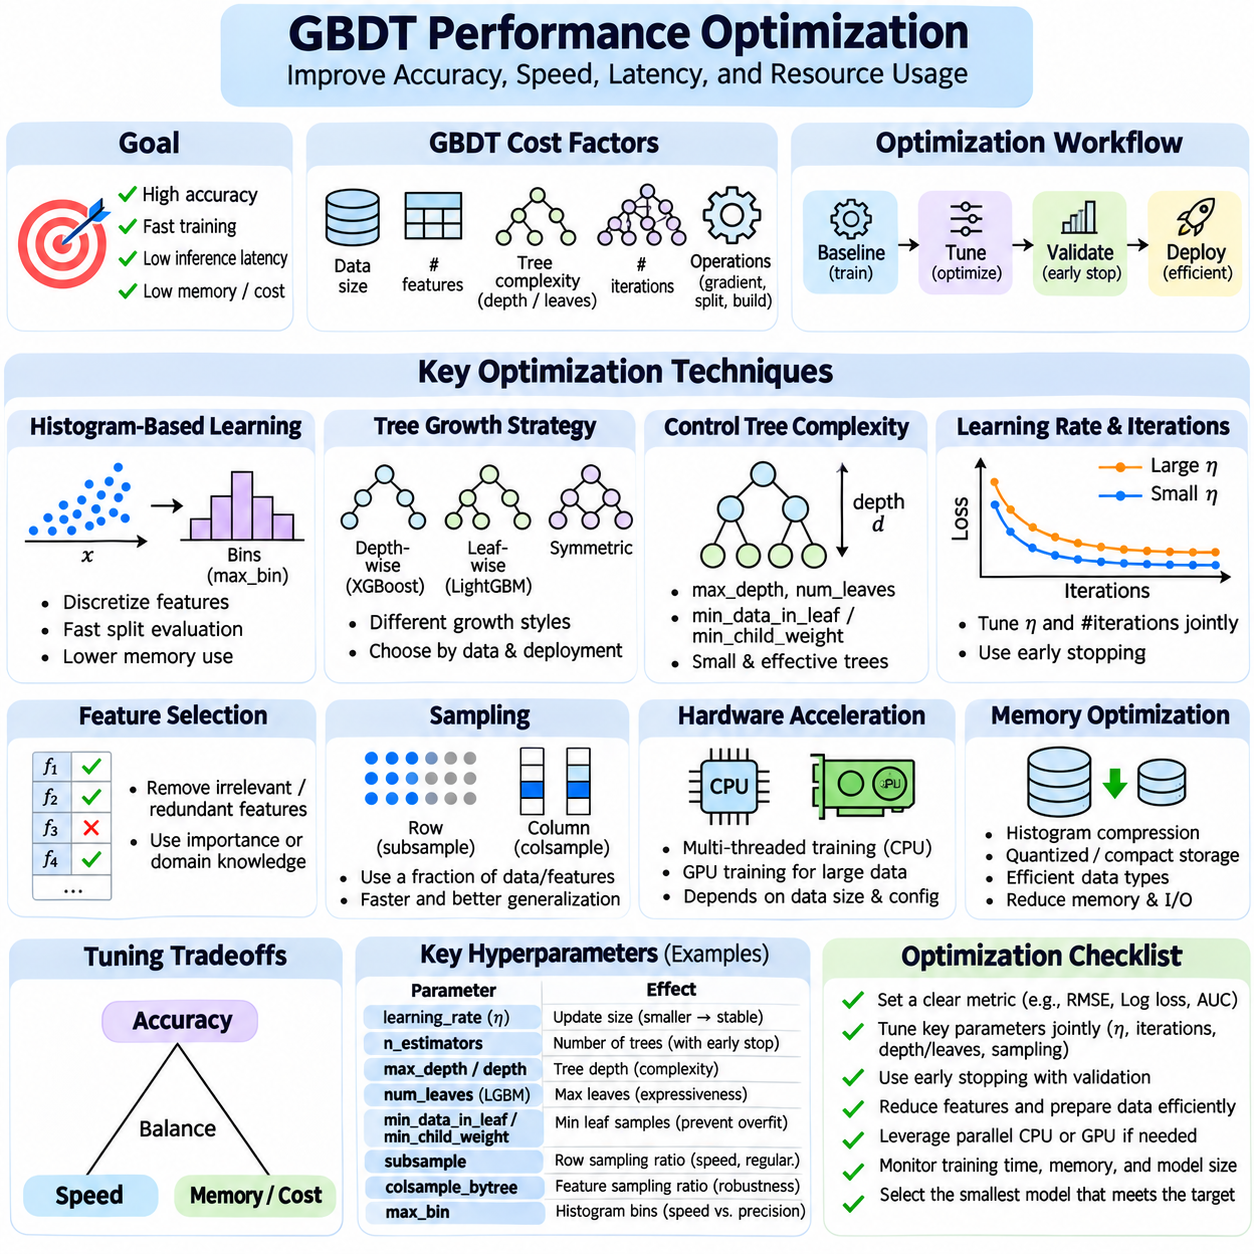 GBDT Performance Optimization
Improve Accuracy, Speed, Latency, and Resource Usage
Goal
High accuracy
Fast training
Low inference latency
Low memory / cost
GBDT Cost Factors
Data
size
#
features
Tree
complexity
(depth / leaves)
#
iterations
Operations
(gradient,
split, build)
Optimization Workflow
Baseline
(train)
Tune
(optimize)
Validate
(early stop)
Deploy
(efficient)
Key Optimization Techniques
Histogram-Based Learning
x
Bins
(max_bin)
• Discretize features
• Fast split evaluation
• Lower memory use
Tree Growth Strategy
Depth-
wise
(XGBoost)
Leaf-
wise
(LightGBM)
Symmetric
• Different growth styles
• Choose by data & deployment
Control Tree Complexity
depth
d
• max_depth, num_leaves
• min_data_in_leaf /
min_child_weight
• Small & effective trees
Learning Rate & Iterations
Large η
Small η
Loss
Iterations
• Tune η and #iterations jointly
• Use early stopping
Feature Selection
f1
f2
f3
f4
...
• Remove irrelevant /
redundant features
• Use importance or
domain knowledge
Sampling
Row
(subsample)
Column
(colsample)
• Use a fraction of data/features
• Faster and better generalization
Hardware Acceleration
CPU
• Multi-threaded training (CPU)
• GPU training for large data
• Depends on data size & config
Memory Optimization
• Histogram compression
• Quantized / compact storage
• Efficient data types
• Reduce memory & I/O
Tuning Tradeoffs
Accuracy
Balance
Speed
Memory / Cost
Key Hyperparameters (Examples)
Parameter Effect
learning_rate (η) Update size (smaller → stable)
n_estimators Number of trees (with early stop)
max_depth / depth Tree depth (complexity)
num_leaves (LGBM) Max leaves (expressiveness)
min_data_in_leaf /
min_child_weight Min leaf samples (prevent overfit)
subsample Row sampling ratio (speed, regular.)
colsample_bytree Feature sampling ratio (robustness)
max_bin Histogram bins (speed vs. precision)
Optimization Checklist
Set a clear metric (e.g., RMSE, Log loss, AUC)
Tune key parameters jointly (η, iterations,
depth/leaves, sampling)
Use early stopping with validation
Reduce features and prepare data efficiently
Leverage parallel CPU or GPU if needed
Monitor training time, memory, and model size
Select the smallest model that meets the target